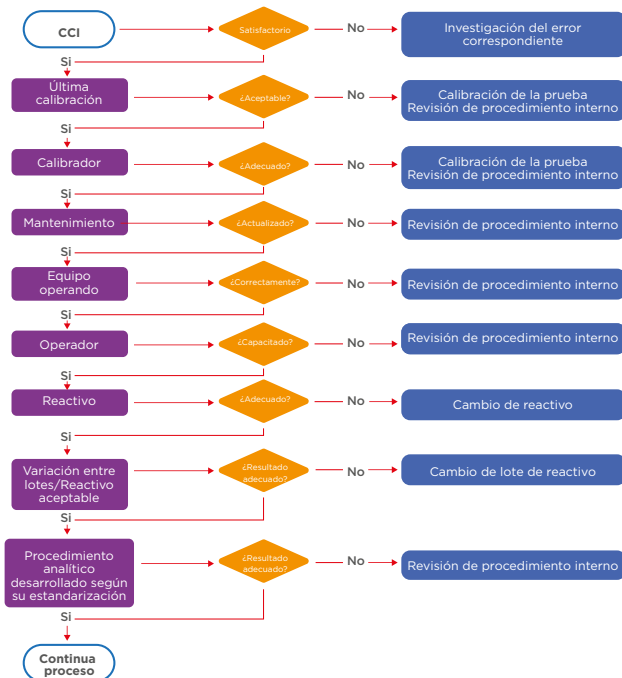 CCI
Satisfactorio
No
Investigación del error
correspondiente
Si
Última
calibración
¿Aceptable?
No
Calibración de la prueba
Revisión de procedimiento interno
Si
Calibrador
¿Adecuado?
No
Calibración de la prueba
Revisión de procedimiento interno
Si
Mantenimiento
¿Actualizado?
No
Revisión de procedimiento interno
Si
Equipo
operando
¿Correctamente?
No
Revisión de procedimiento interno
Si
Operador
¿Capacitado?
No
Revisión de procedimiento interno
Si
Reactivo
¿Adecuado?
No
Cambio de reactivo
Si
Variación entre
lotes/Reactivo
aceptable
¿Resultado
adecuado?
No
Cambio de lote de reactivo
Si
Procedimiento
analítico
desarrollado según
su estandarización
¿Resultado
adecuado?
No
Revisión de procedimiento interno
Si
Continua
proceso